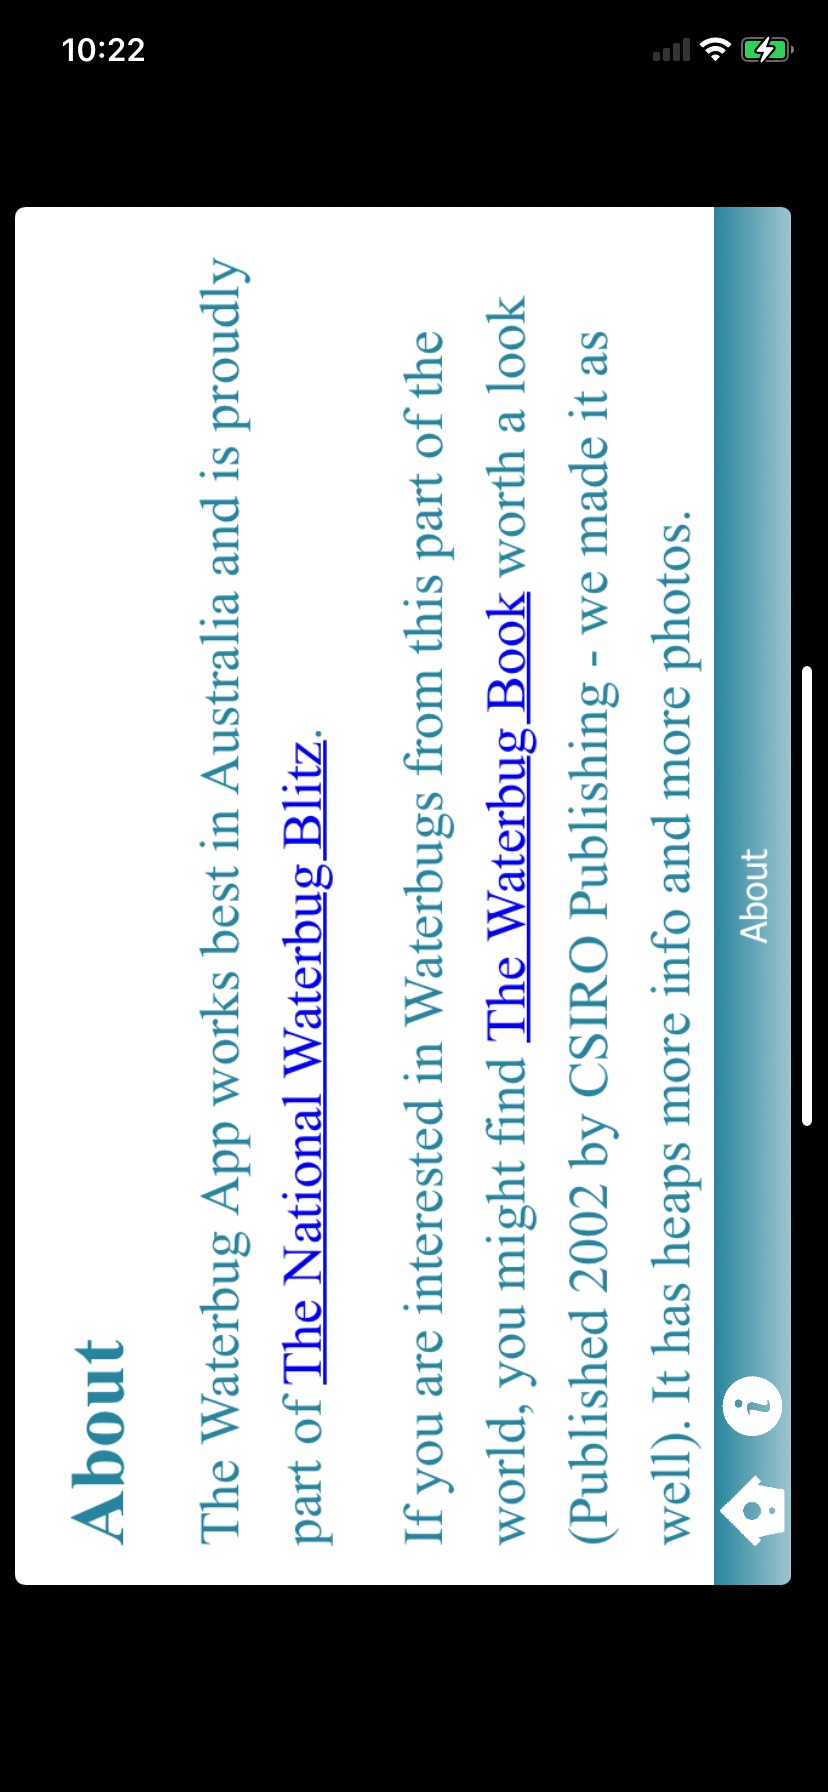 About
The Waterbug App works best in Australia and is proudly
part of The National Waterbug Blitz.
If you are interested in Waterbugs from this part of the
world, you might find The Waterbug Book worth a look
(Published 2002 by CSIRO Publishing - we made it as
well). It has heaps more info and more photos.
i
About
10:22